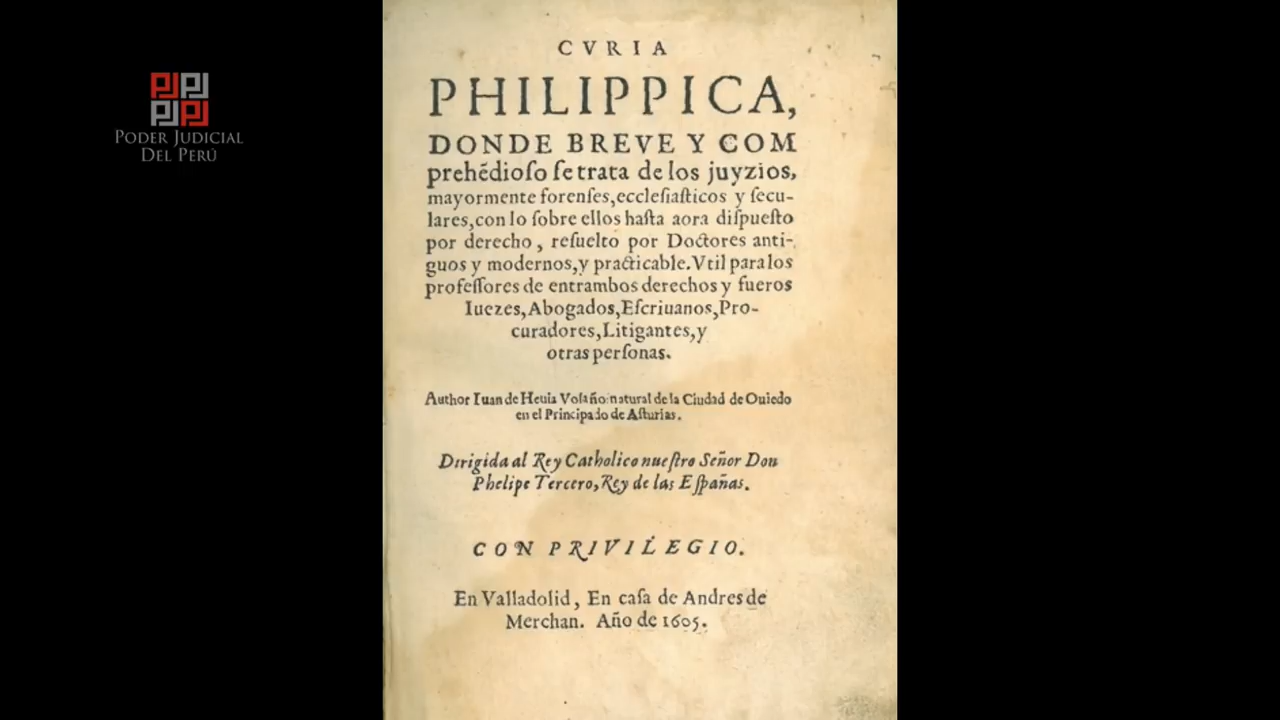 PODER JUDICIAL
DEL PERÚ
CVRIA
PHILIPPICA,
DONDE BREVE Y COM
prehẽdioſo ſe trata de los juyzios,
mayormente forenſes, eccleſiaſticos y ſecu-
lares, con lo ſobre ellos haſta aora diſpueſto
por derecho, reſuelto por Doctores anti-
guos y modernos, y practicable. Vtil para los
profeſſores de entrambos derechos y fueros
Iuezes, Abogados, Eſcriuanos, Pro-
curadores, Litigantes, y
otras perſonas.
Author Iuan de Heuia Volaño: natural de la Ciudad de Ouiedo
en el Principado de Aſturias.
Dirigida al Rey Catholico nueſtro Señor Don
Phelipe Tercero, Rey de las Eſpañas.
CON PRIVILEGIO.
En Valladolid, En caſa de Andres de
Merchan. Año de 1605.